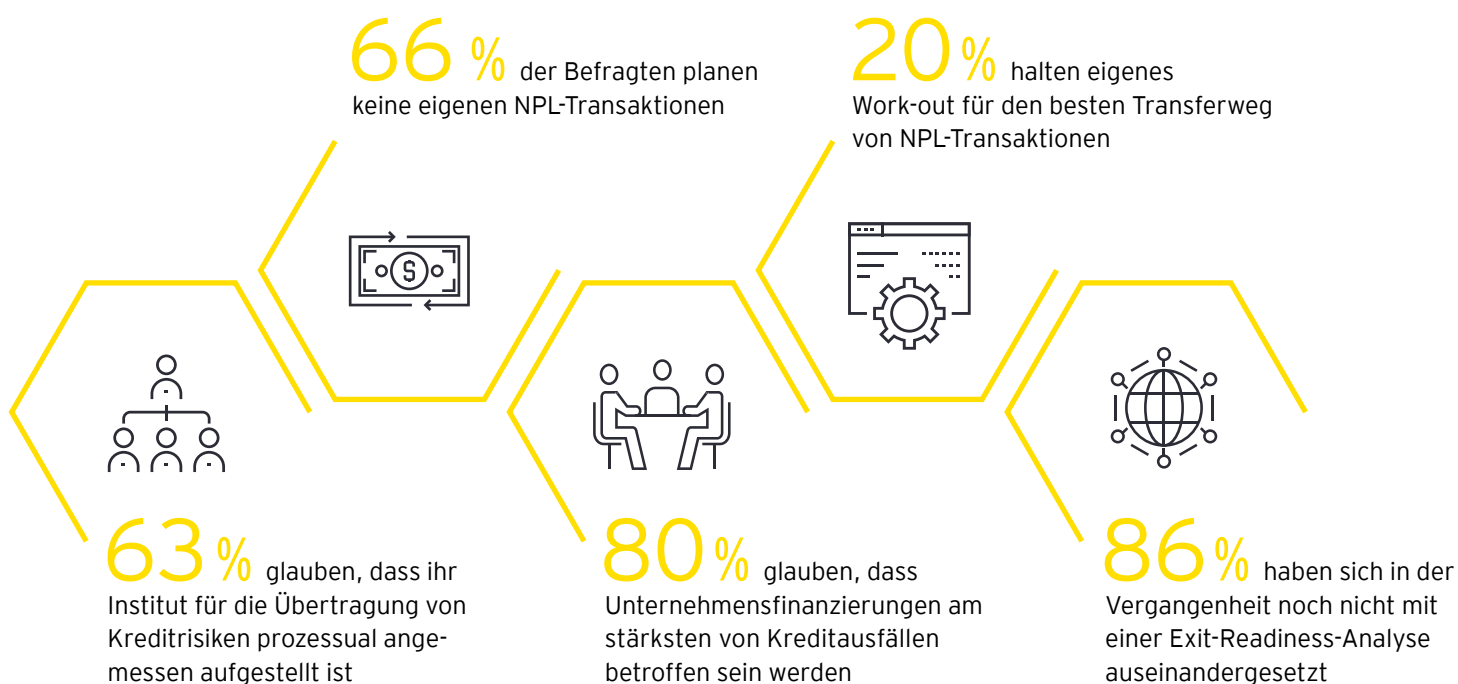 66 % der Befragten planen
keine eigenen NPL-Transaktionen
20 % halten eigenes
Work-out für den besten Transferweg
von NPL-Transaktionen
63 % glauben, dass ihr
Institut für die Übertragung von
Kreditrisiken prozessual ange-
messen aufgestellt ist
80 % glauben, dass
Unternehmensfinanzierungen am
stärksten von Kreditausfällen
betroffen sein werden
86 % haben sich in der
Vergangenheit noch nicht mit
einer Exit-Readiness-Analyse
auseinandergesetzt